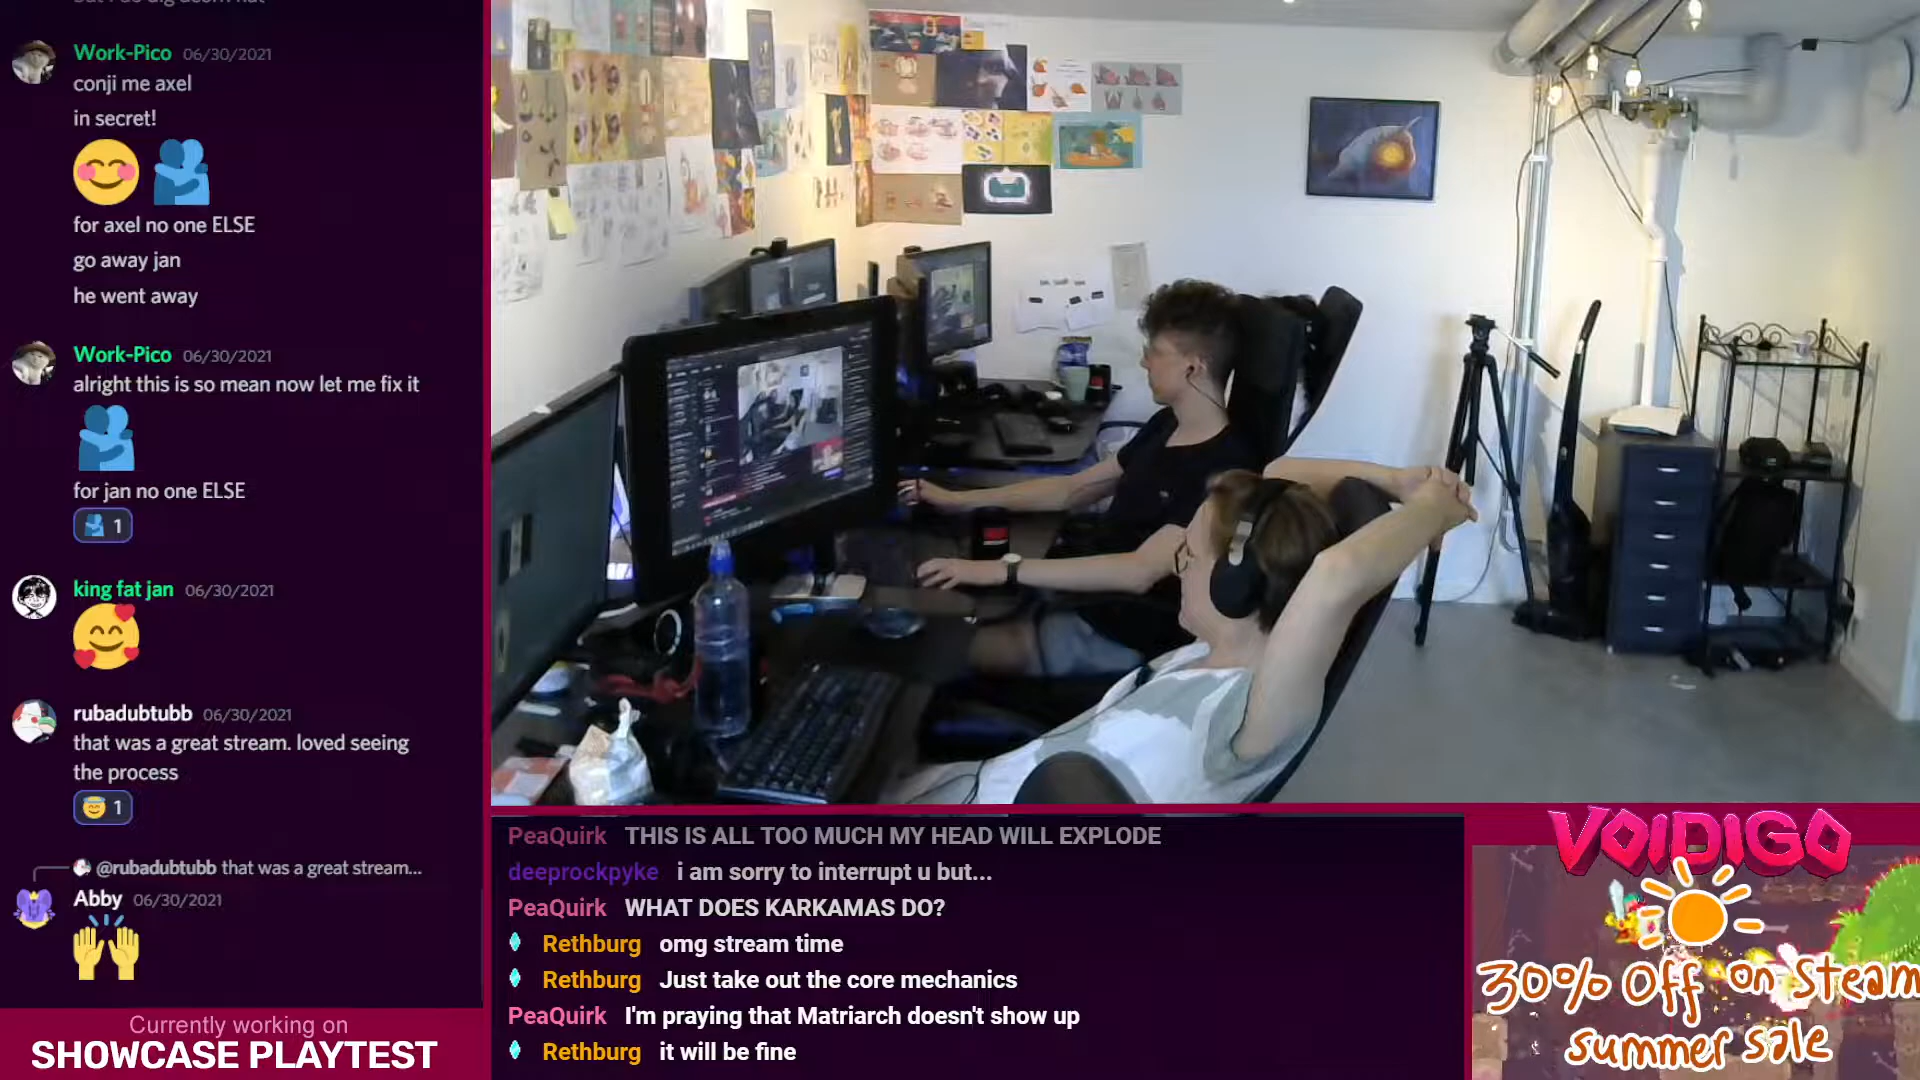 Work-Pico 06/30/2021
conji me axel
in secret!
for axel no one ELSE
go away jan
he went away
Work-Pico 06/30/2021
alright this is so mean now let me fix it
for jan no one ELSE
1
king fat jan 06/30/2021
rubadubtubb 06/30/2021
that was a great stream. loved seeing
the process
1
@rubadubtubb that was a great stream...
Abby 06/30/2021
Currently working on
SHOWCASE PLAYTEST
PeaQuirk THIS IS ALL TOO MUCH MY HEAD WILL EXPLODE
deeprockpyke i am sorry to interrupt u but...
PeaQuirk WHAT DOES KARKAMAS DO?
Rethburg omg stream time
Rethburg Just take out the core mechanics
PeaQuirk I'm praying that Matriarch doesn't show up
Rethburg it will be fine
VOIDIGO
30% Off on Steam
summer sale